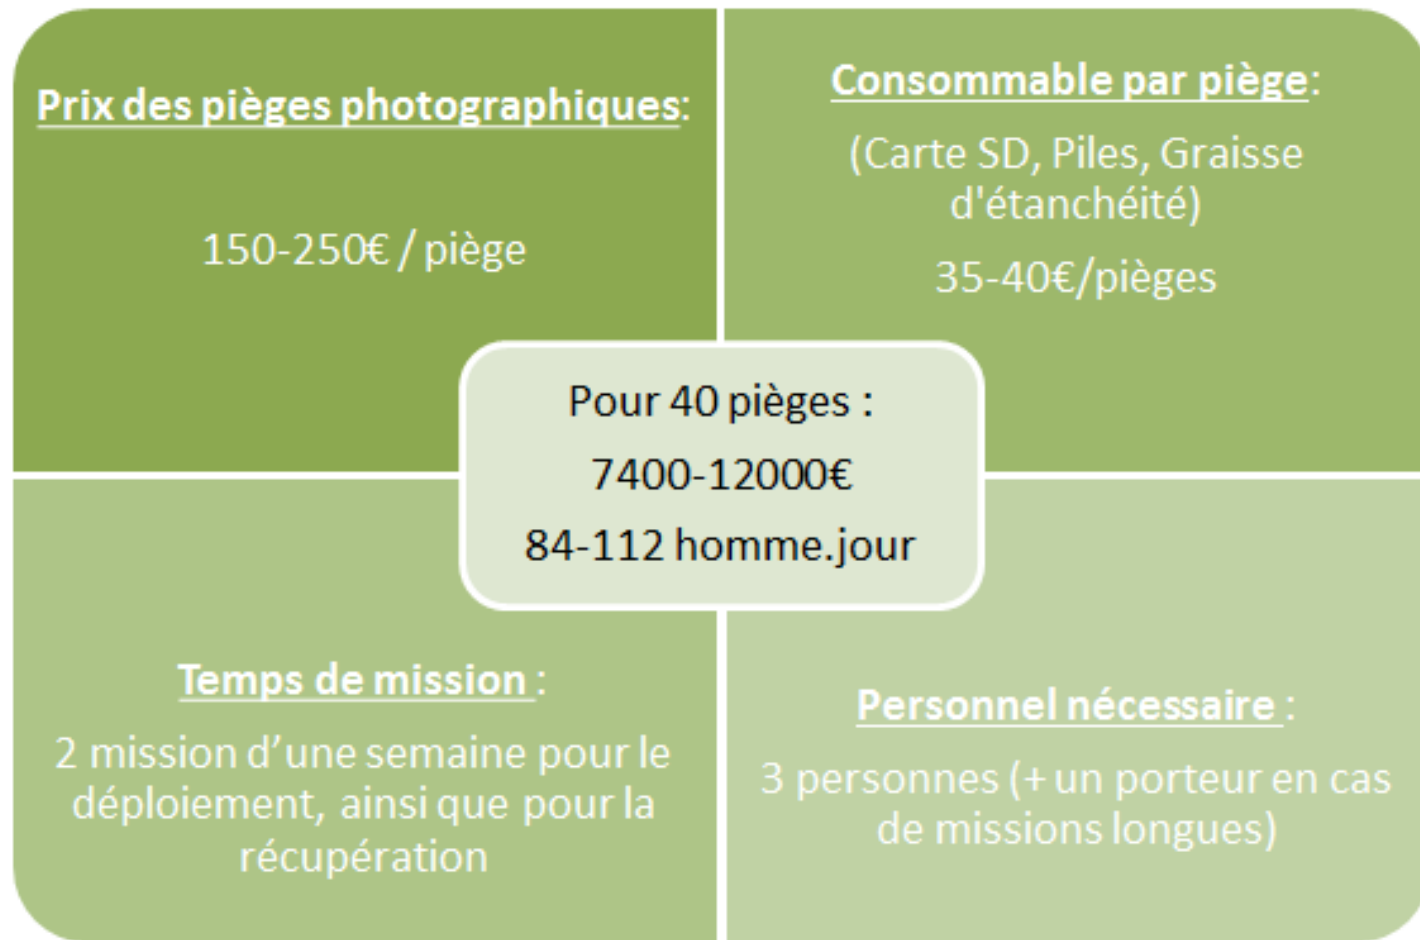 Prix des pièges photographiques:
150-250€ / piège
Consommable par piège:
(Carte SD, Piles, Graisse
d'étanchéité)
35-40€/pièges
Pour 40 pièges :
7400-12000€
84-112 homme.jour
Temps de mission :
2 mission d’une semaine pour le
déploiement, ainsi que pour la
récupération
Personnel nécessaire :
3 personnes (+ un porteur en cas
de missions longues)